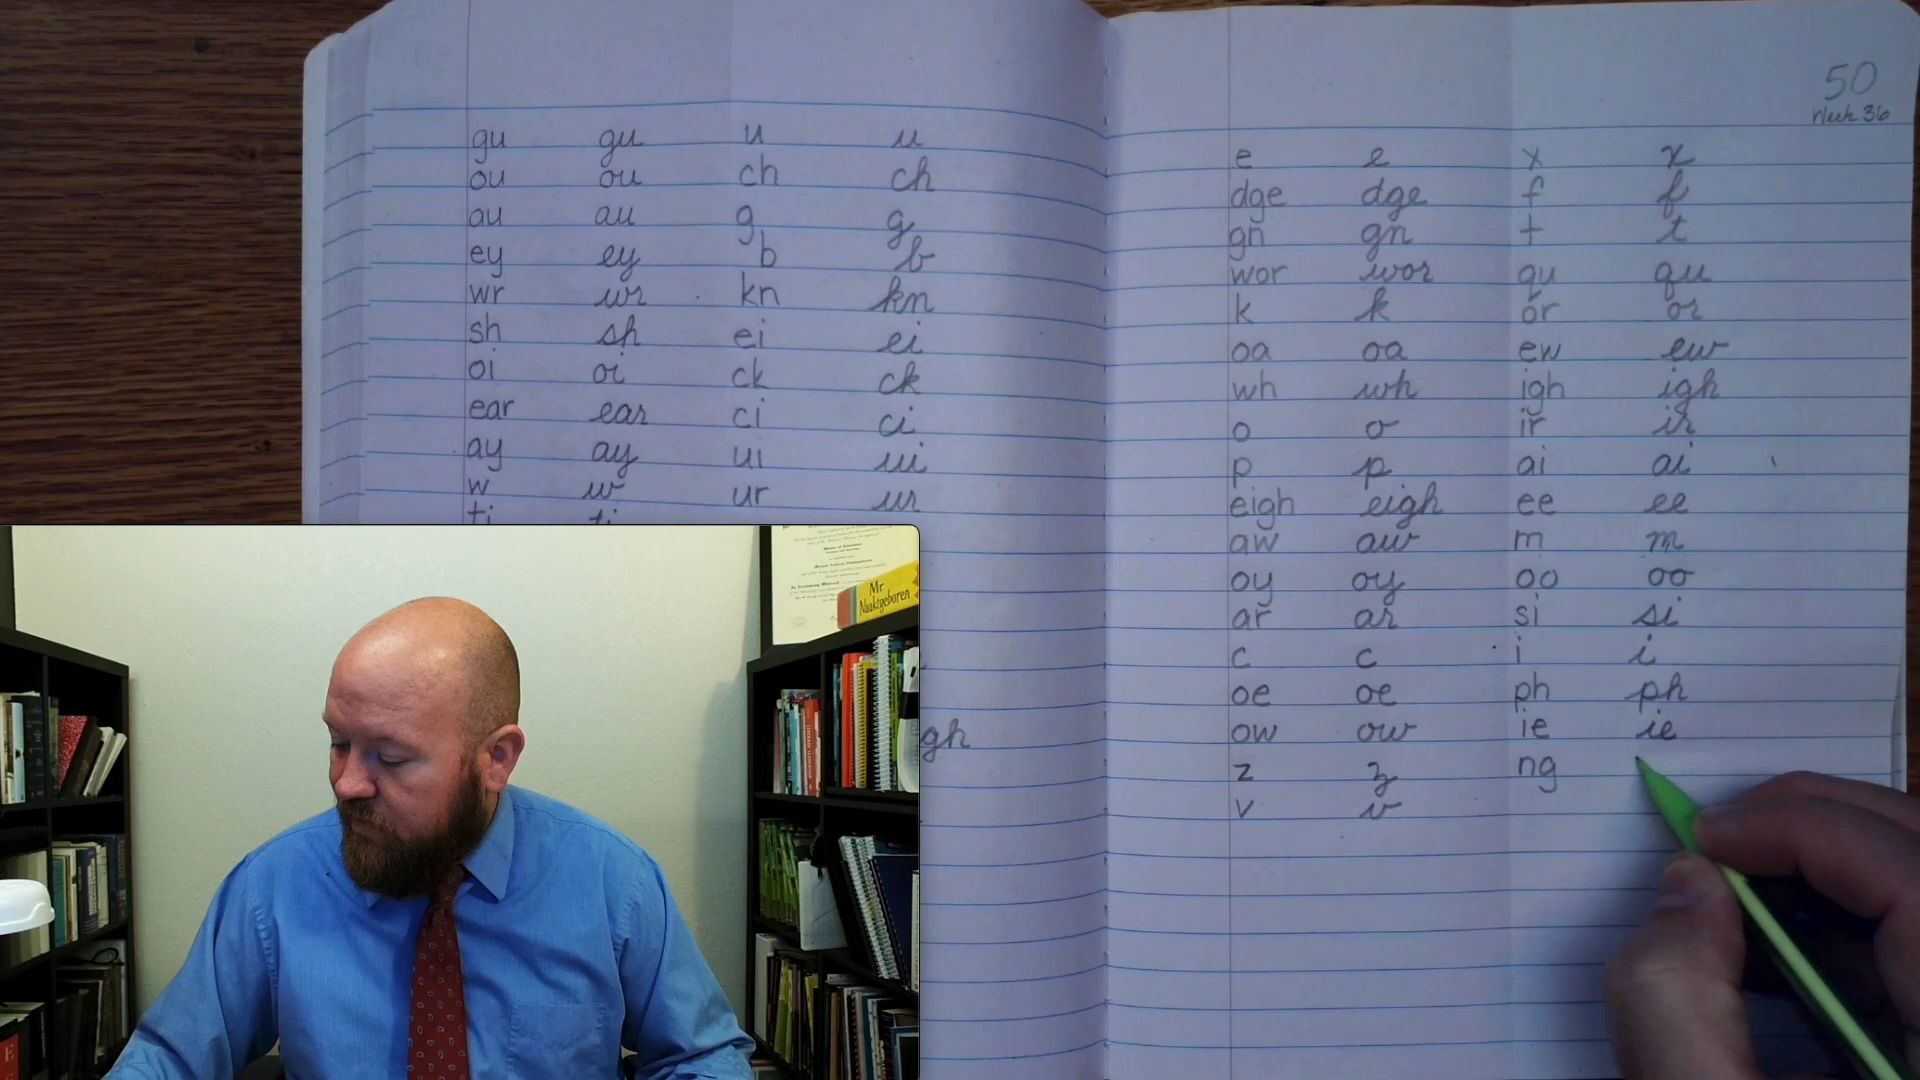 50
Week 36
gu gu u u
ou ou ch ch
au au g g
ey ey b b
wr wr kn kn
sh sh ei ei
oi oi ck ck
ear ear ci ci
ay ay ui ui
w w ur ur
ti ti
gh
e e x x
dge dge f f
gn gn t t
wor wor qu qu
k k or or
oa oa ew ew
wh wh igh igh
o o ir ir
p p ai ai
eigh eigh ee ee
aw aw m m
oy oy oo oo
ar ar si si
c c i i
oe oe ph ph
ow ow ie ie
z z ng
v v
Mr.
Naaktgeboren